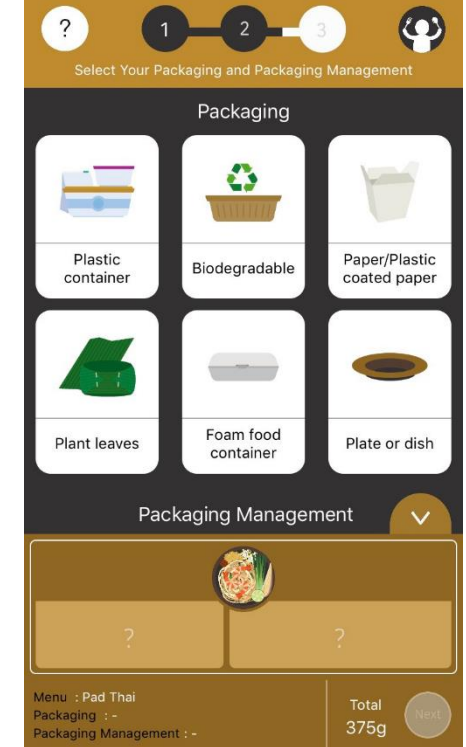 ?
1
2
3
Select Your Packaging and Packaging Management
Packaging
Plastic
container
Biodegradable
Paper/Plastic
coated paper
Plant leaves
Foam food
container
Plate or dish
Packaging Management
?
?
Menu : Pad Thai
Packaging : -
Packaging Management : -
Total
375g
Next